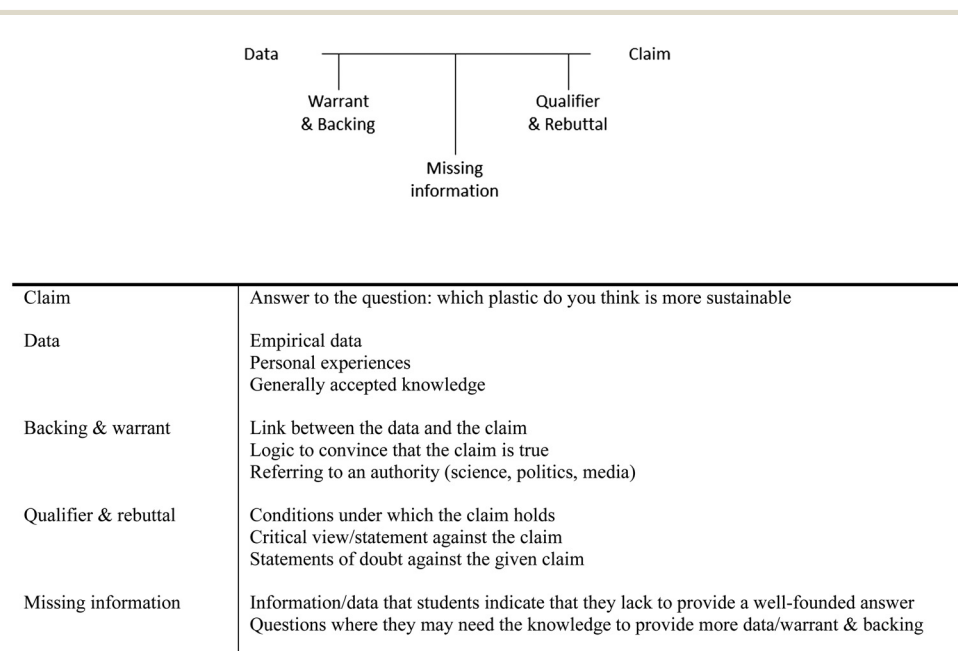 Data
Claim
Warrant
& Backing
Qualifier
& Rebuttal
Missing
information
Claim
Answer to the question: which plastic do you think is more sustainable
Data
Empirical data
Personal experiences
Generally accepted knowledge
Backing & warrant
Link between the data and the claim
Logic to convince that the claim is true
Referring to an authority (science, politics, media)
Qualifier & rebuttal
Conditions under which the claim holds
Critical view/statement against the claim
Statements of doubt against the given claim
Missing information
Information/data that students indicate that they lack to provide a well-founded answer
Questions where they may need the knowledge to provide more data/warrant & backing